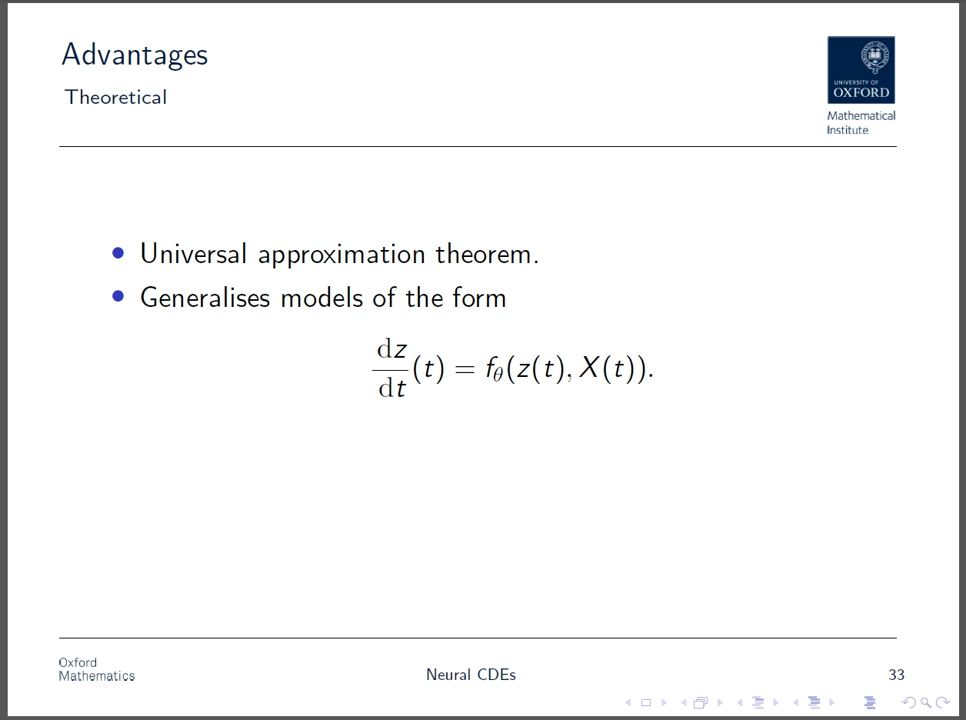 Advantages
Theoretical
UNIVERSITY OF
OXFORD
Mathematical
Institute
• Universal approximation theorem.
• Generalises models of the form
dz/dt (t) = f_θ(z(t), X(t)).
Oxford
Mathematics
Neural CDEs
33